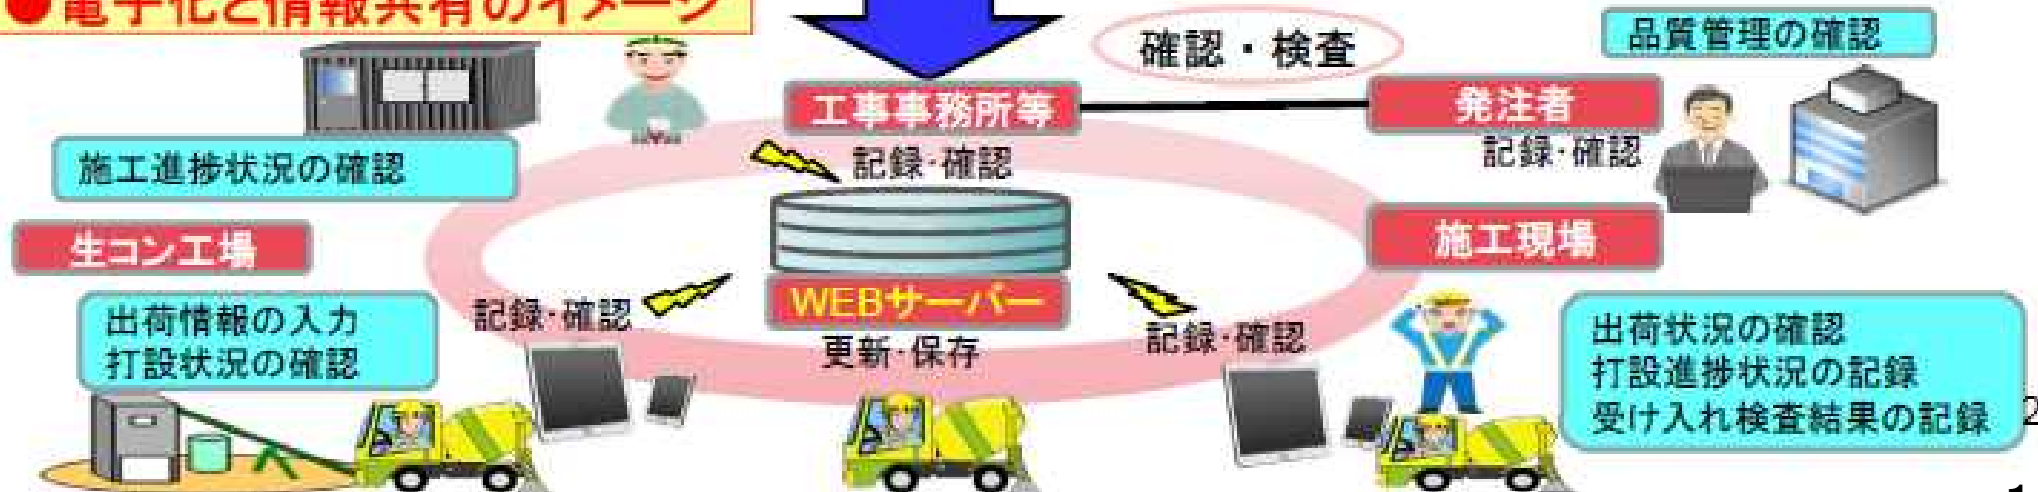 ●電子化と情報共有のイメージ
確認・検査
品質管理の確認
工事事務所等
発注者
記録・確認
施工進捗状況の確認
記録・確認
生コン工場
施工現場
WEBサーバー
出荷情報の入力
打設状況の確認
記録・確認
更新・保存
記録・確認
出荷状況の確認
打設進捗状況の記録
受け入れ検査結果の記録
2